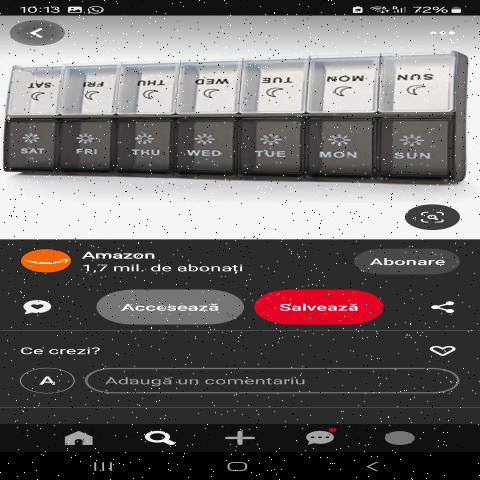 10:13 72%
SAT FRI THU WED TUE MON SUN
SAT FRI THU WED TUE MON SUN
Amazon
1,7 mil. de abonați
Abonare
Accesează
Salvează
Ce crezi?
A
Adaugă un comentariu